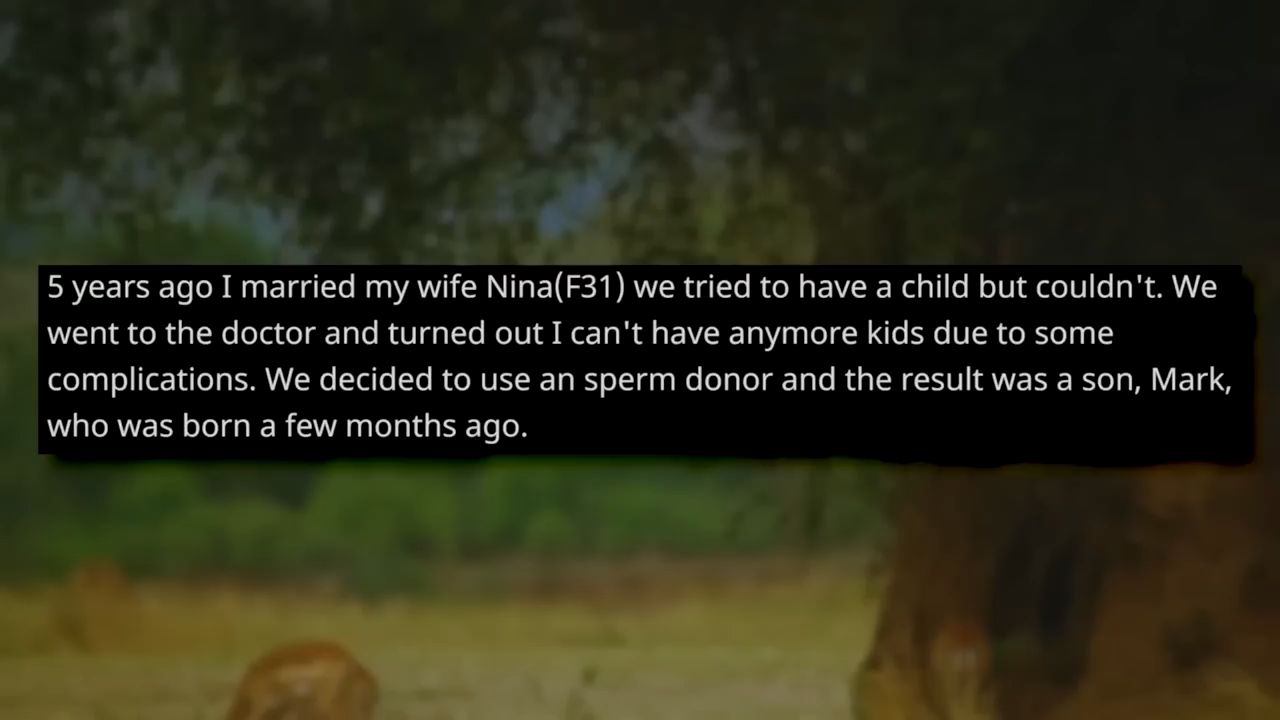 5 years ago I married my wife Nina(F31) we tried to have a child but couldn't. We
went to the doctor and turned out I can't have anymore kids due to some
complications. We decided to use an sperm donor and the result was a son, Mark,
who was born a few months ago.